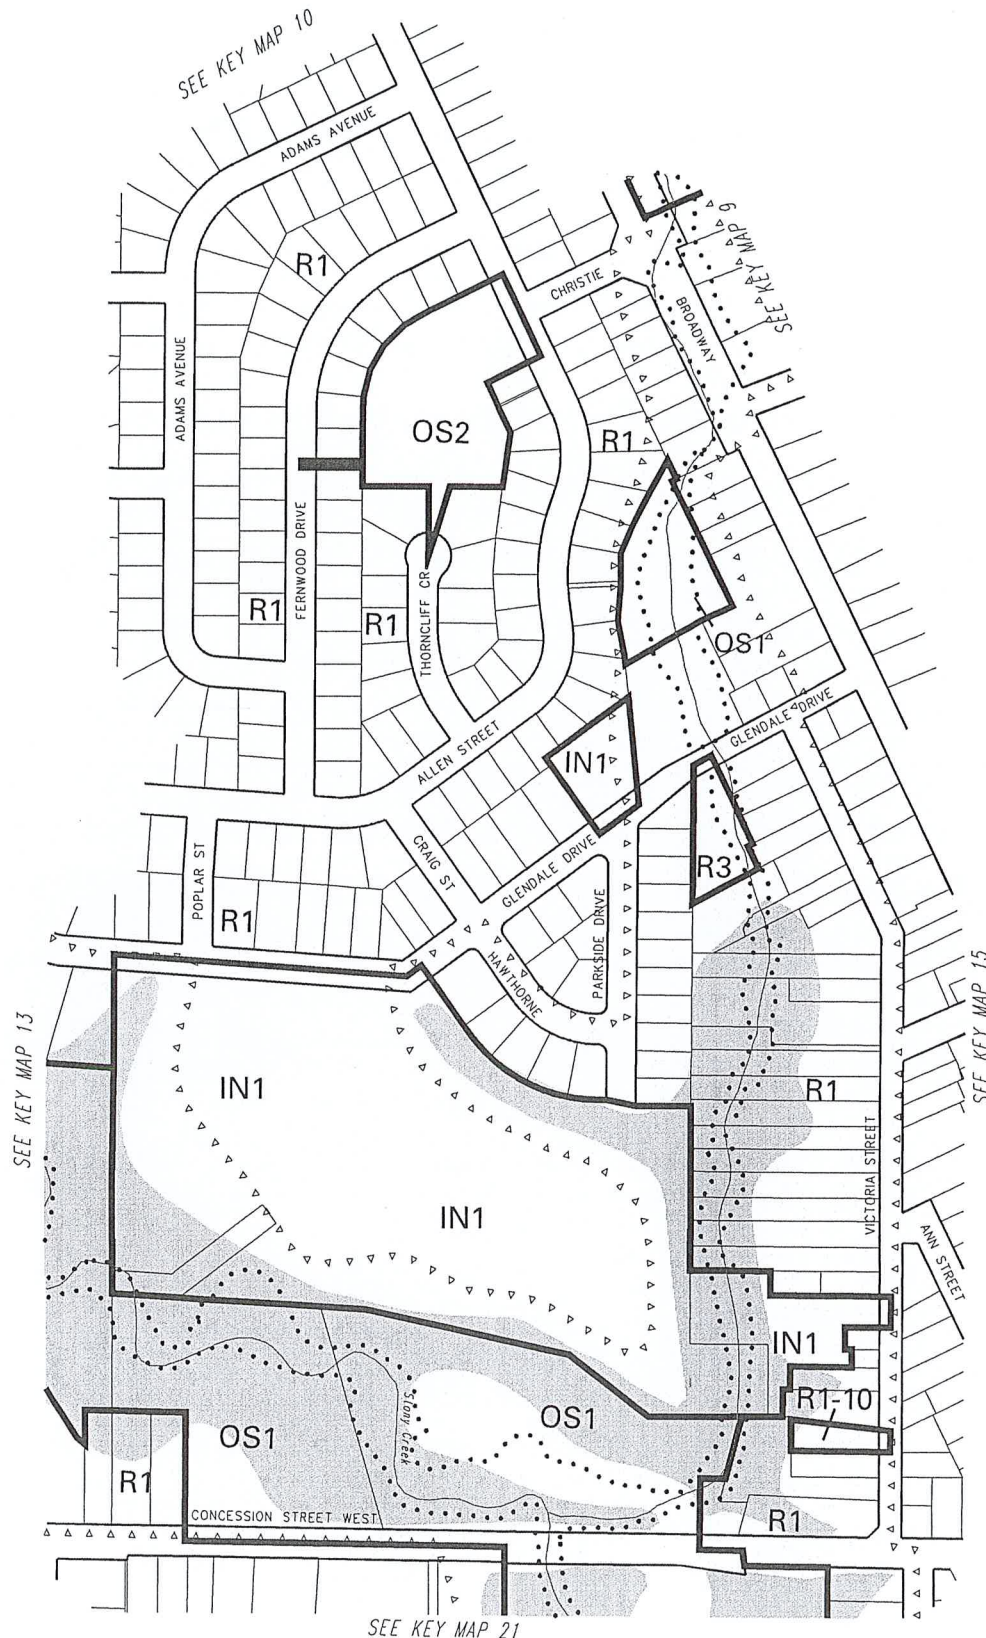 SEE KEY MAP 10
ADAMS AVENUE
R1
CHRISTIE
SEE KEY MAP 9
BROADWAY
ADAMS AVENUE
OS2
R1
FERNWOOD DRIVE
R1
R1
THORNCLIFF CR
OS1
GLENDALE DRIVE
ALLEN STREET
IN1
R3
CRAIG ST
GLENDALE DRIVE
POPLAR ST
R1
PARKSIDE DRIVE
HAWTHORNE
SEE KEY MAP 13
SEE KEY MAP 15
IN1
R1
VICTORIA STREET
IN1
ANN STREET
IN1
R1-10
OS1
Stony Creek
OS1
R1
CONCESSION STREET WEST
R1
SEE KEY MAP 21